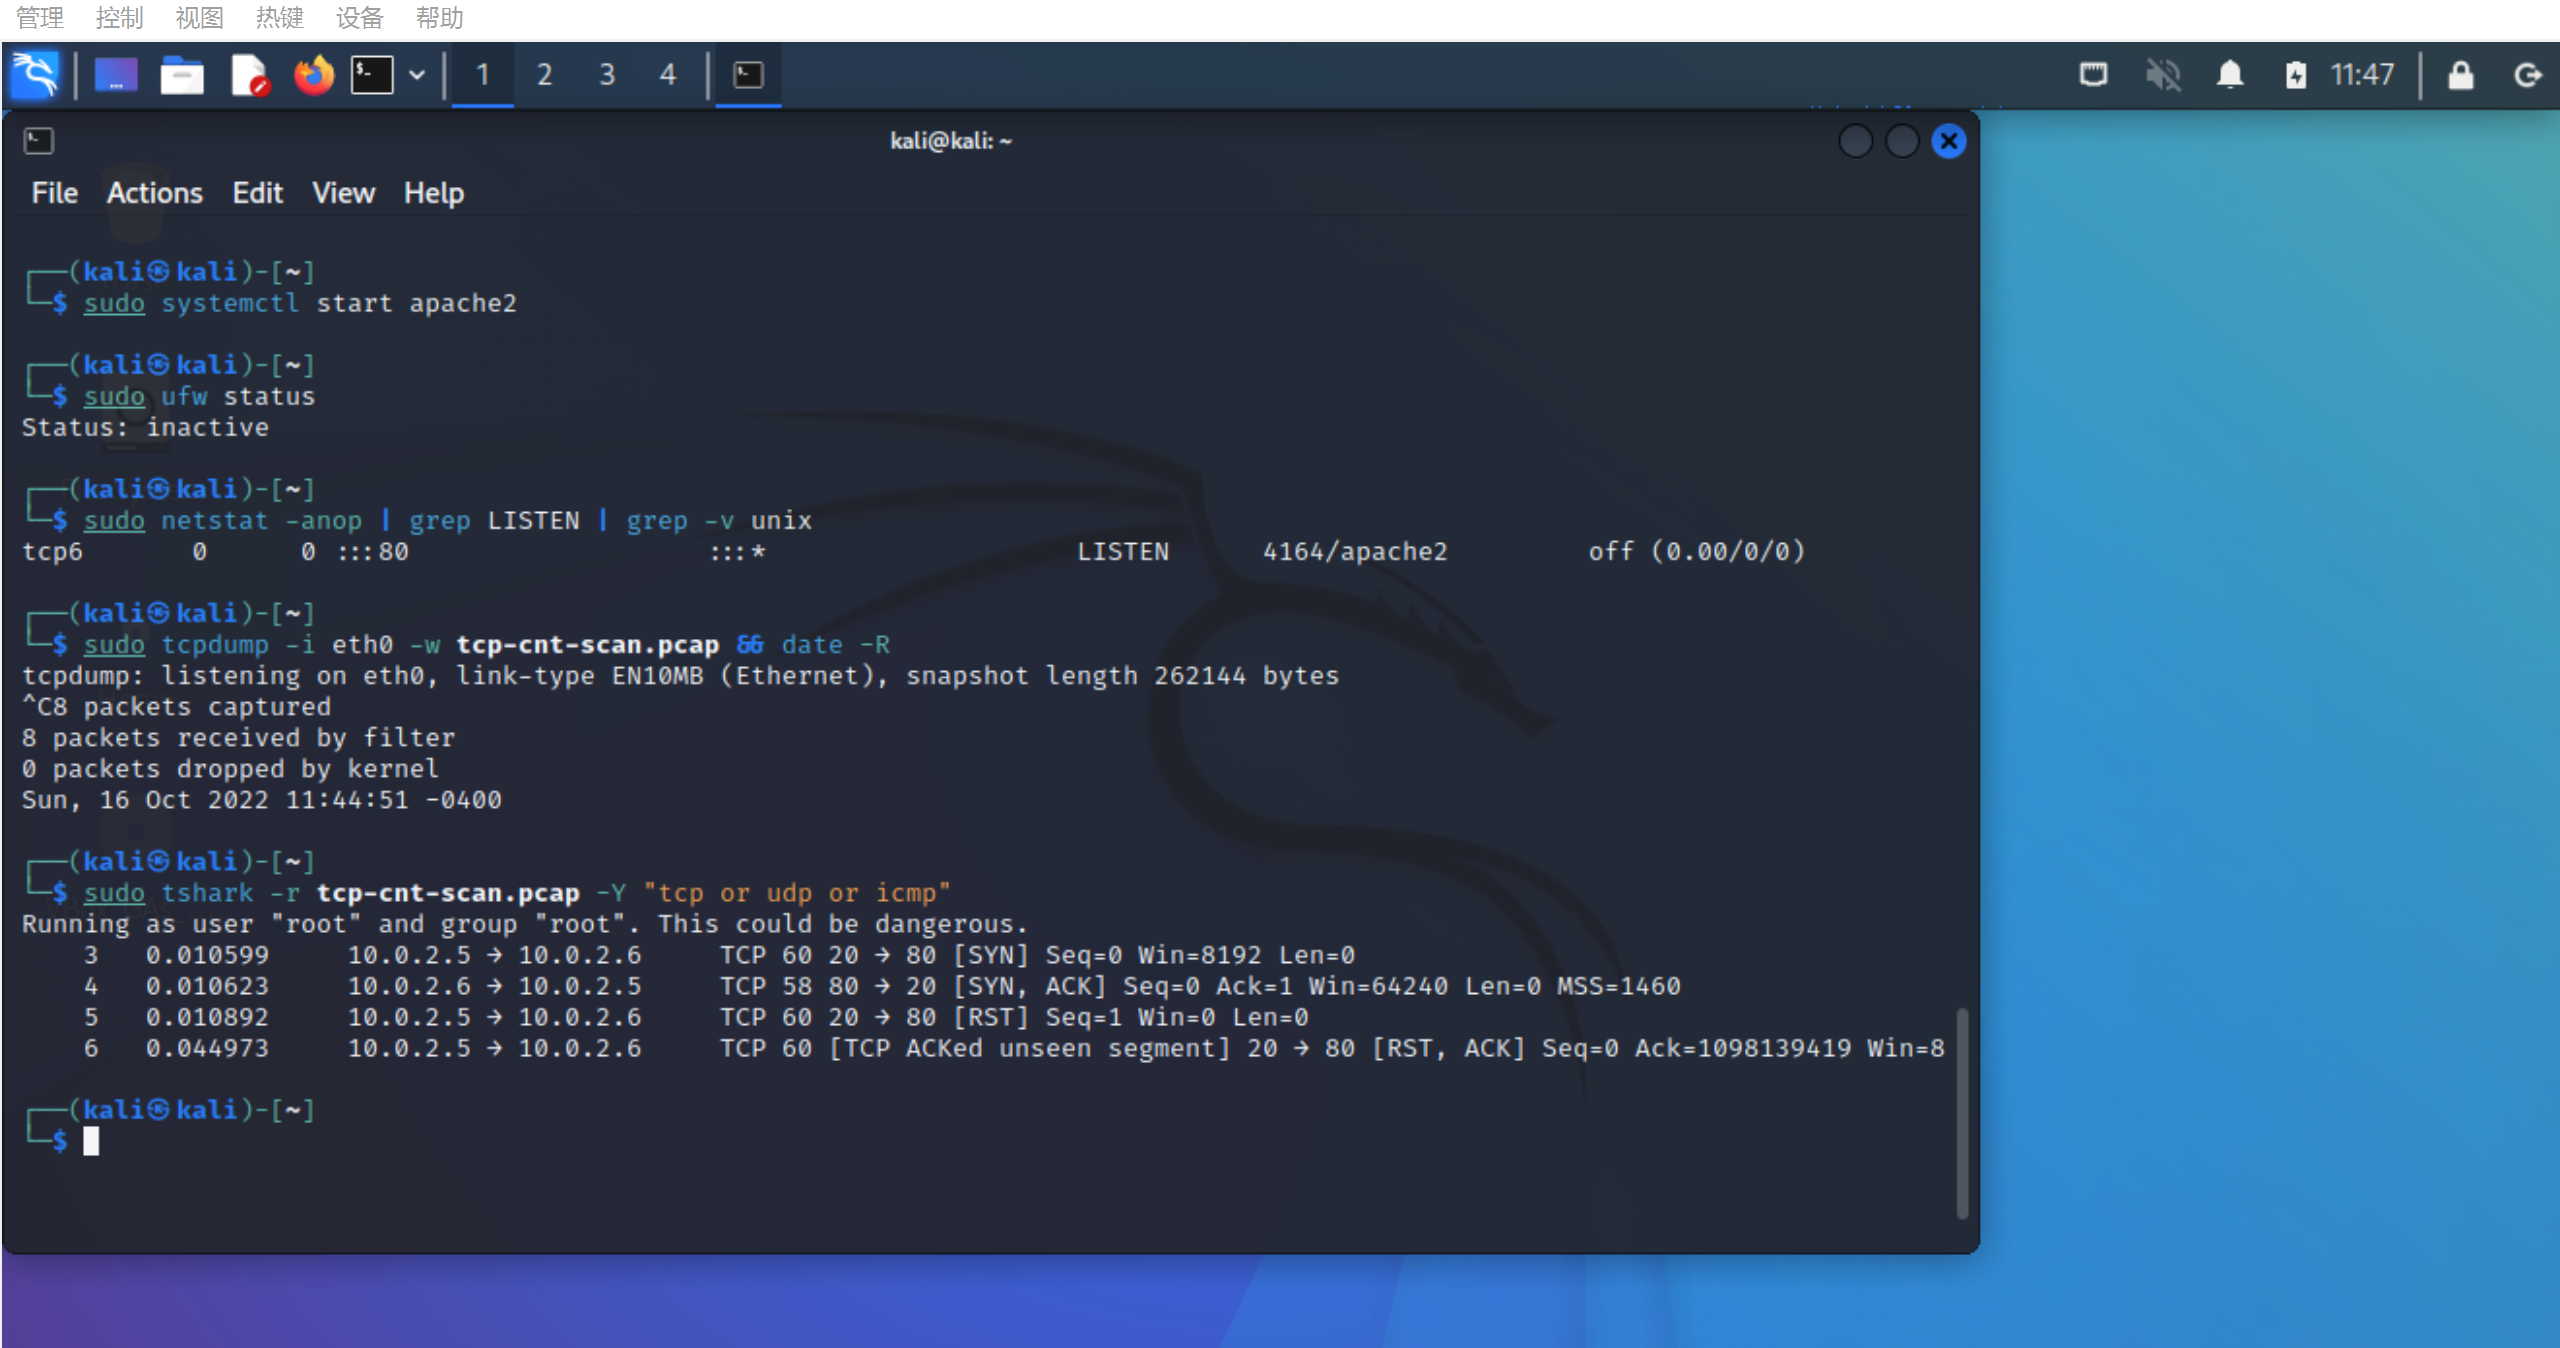 管理 控制 视图 热键 设备 帮助
1 2 3 4 11:47
kali@kali: ~
File Actions Edit View Help
┌──(kali㉿kali)-[~]
└─$ sudo systemctl start apache2
┌──(kali㉿kali)-[~]
└─$ sudo ufw status
Status: inactive
┌──(kali㉿kali)-[~]
└─$ sudo netstat -anop | grep LISTEN | grep -v unix
tcp6       0      0 :::80                   :::*                    LISTEN      4164/apache2         off (0.00/0/0)
┌──(kali㉿kali)-[~]
└─$ sudo tcpdump -i eth0 -w tcp-cnt-scan.pcap && date -R
tcpdump: listening on eth0, link-type EN10MB (Ethernet), snapshot length 262144 bytes
^C8 packets captured
8 packets received by filter
0 packets dropped by kernel
Sun, 16 Oct 2022 11:44:51 -0400
┌──(kali㉿kali)-[~]
└─$ sudo tshark -r tcp-cnt-scan.pcap -Y "tcp or udp or icmp"
Running as user "root" and group "root". This could be dangerous.
    3   0.010599     10.0.2.5 → 10.0.2.6     TCP 60 20 → 80 [SYN] Seq=0 Win=8192 Len=0
    4   0.010623     10.0.2.6 → 10.0.2.5     TCP 58 80 → 20 [SYN, ACK] Seq=0 Ack=1 Win=64240 Len=0 MSS=1460
    5   0.010892     10.0.2.5 → 10.0.2.6     TCP 60 20 → 80 [RST] Seq=1 Win=0 Len=0
    6   0.044973     10.0.2.5 → 10.0.2.6     TCP 60 [TCP ACKed unseen segment] 20 → 80 [RST, ACK] Seq=0 Ack=1098139419 Win=8
┌──(kali㉿kali)-[~]
└─$